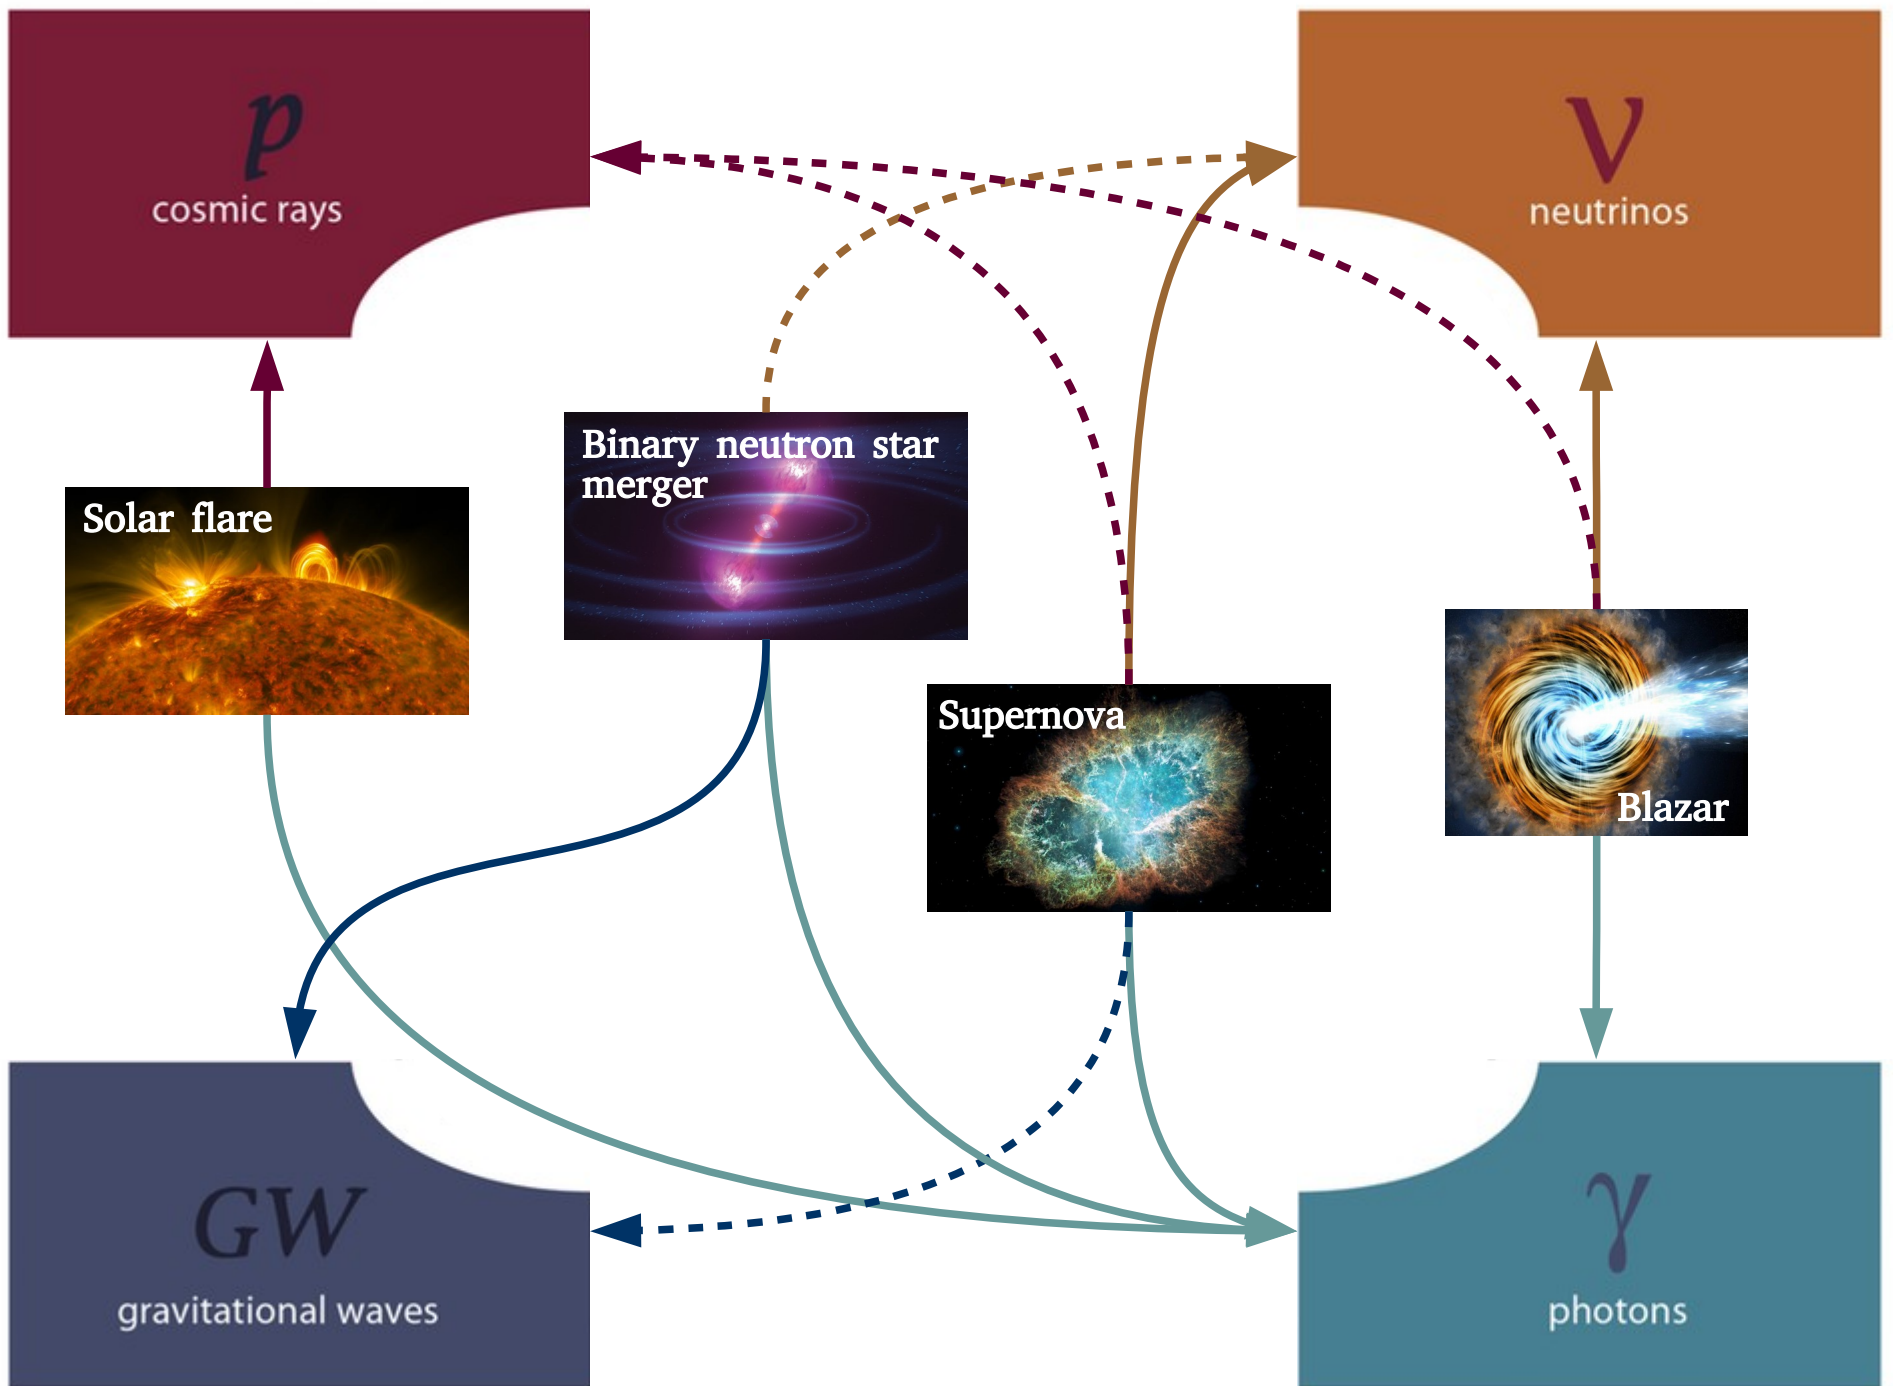 p
cosmic rays
ν
neutrinos
Binary neutron star
merger
Solar flare
Supernova
Blazar
GW
gravitational waves
γ
photons